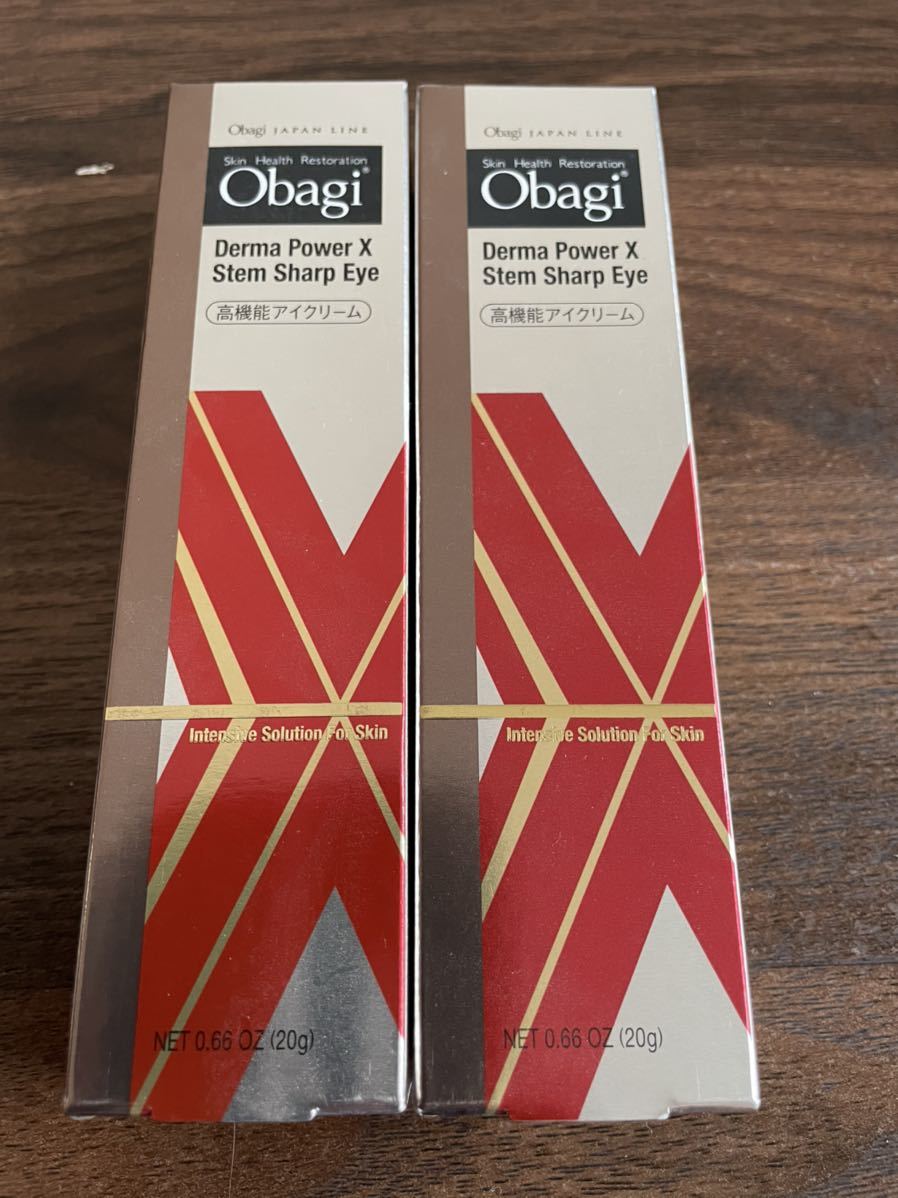 Obagi JAPAN LINE
Skin Health Restoration
Obagi®
Derma Power X
Stem Sharp Eye
高機能アイクリーム
Intensive Solution For Skin
NET 0.66 OZ (20g)
Obagi JAPAN LINE
Skin Health Restoration
Obagi®
Derma Power X
Stem Sharp Eye
高機能アイクリーム
Intensive Solution For Skin
NET 0.66 OZ (20g)